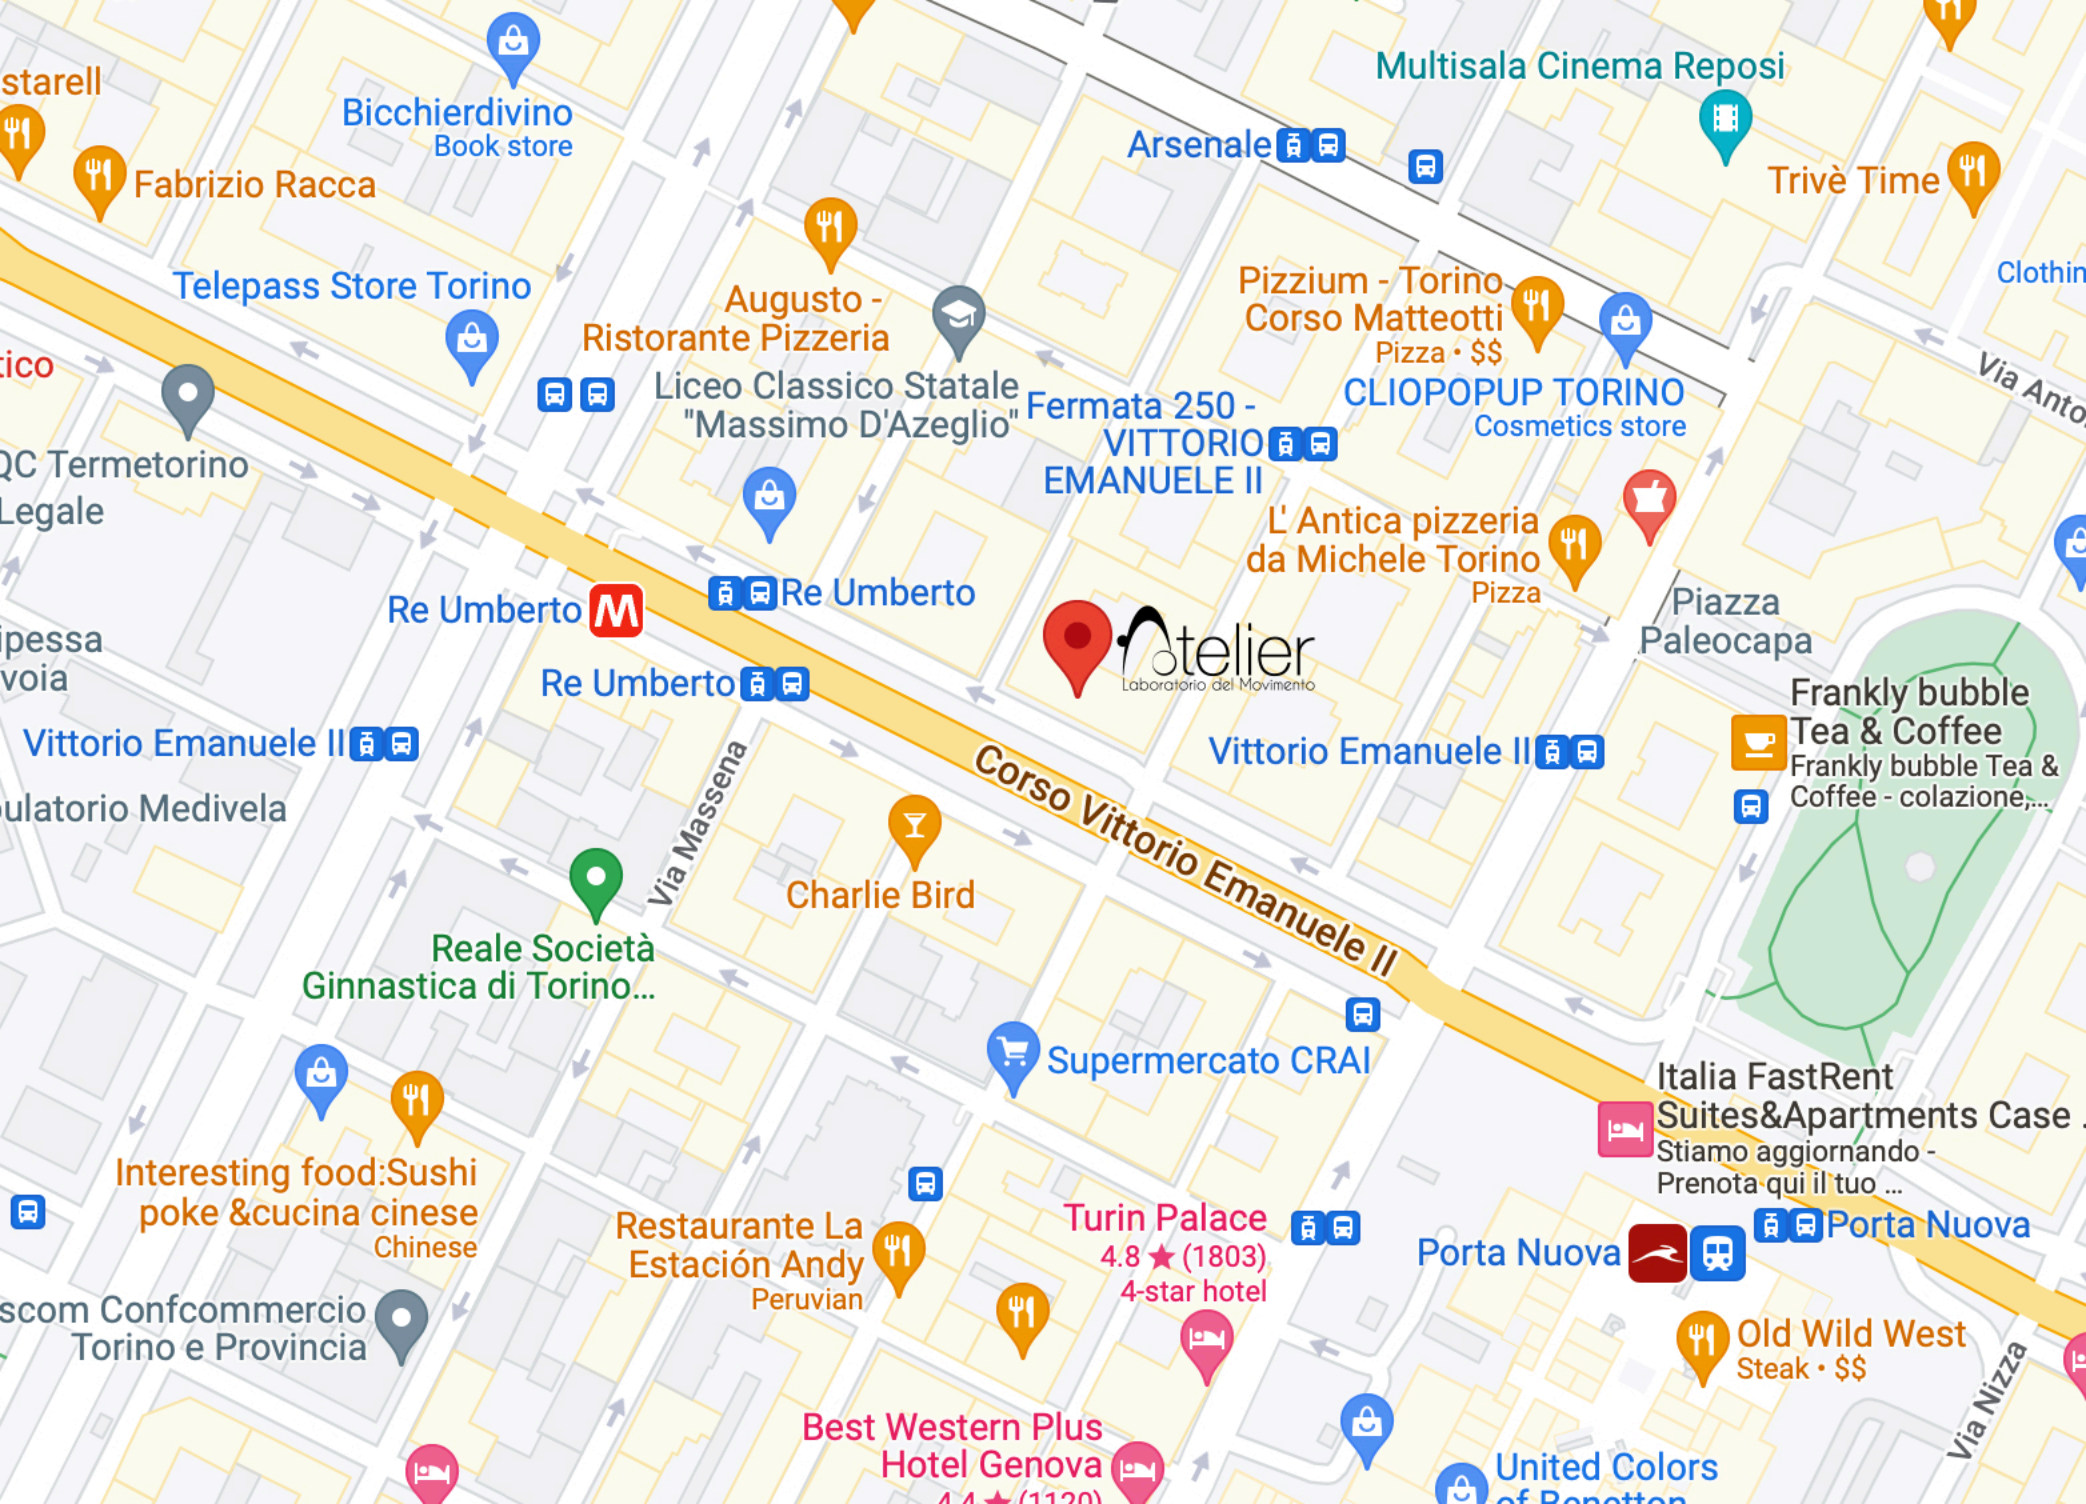 Multisala Cinema Reposi
starell
Bicchierdivino
Book store
Arsenale
Fabrizio Racca
Trivè Time
Telepass Store Torino
Augusto -
Ristorante Pizzeria
Pizzium - Torino
Corso Matteotti
Pizza • $$
Clothin
tico
Liceo Classico Statale
"Massimo D'Azeglio"
Fermata 250 -
VITTORIO
EMANUELE II
CLIOPOPUP TORINO
Cosmetics store
Via Anto
QC Termetorino
Legale
L' Antica pizzeria
da Michele Torino
Pizza
Re Umberto
M
Re Umberto
Piazza
Paleocapa
Atelier
Laboratorio del Movimento
ipessa
voia
Re Umberto
Vittorio Emanuele II
Vittorio Emanuele II
Frankly bubble
Tea & Coffee
Frankly bubble Tea &
Coffee - colazione,...
Corso Vittorio Emanuele II
Via Massena
ulatorio Medivela
Charlie Bird
Reale Società
Ginnastica di Torino...
Supermercato CRAI
Italia FastRent
Suites&Apartments Case .
Stiamo aggiornando -
Prenota qui il tuo ...
Interesting food:Sushi
poke &cucina cinese
Chinese
Restaurante La
Estación Andy
Peruvian
Turin Palace
4.8 ★ (1803)
4-star hotel
Porta Nuova
Porta Nuova
scom Confcommercio
Torino e Provincia
Old Wild West
Steak • $$
Via Nizza
Best Western Plus
Hotel Genova
4.4 ★ (1120)
United Colors
of Benetton